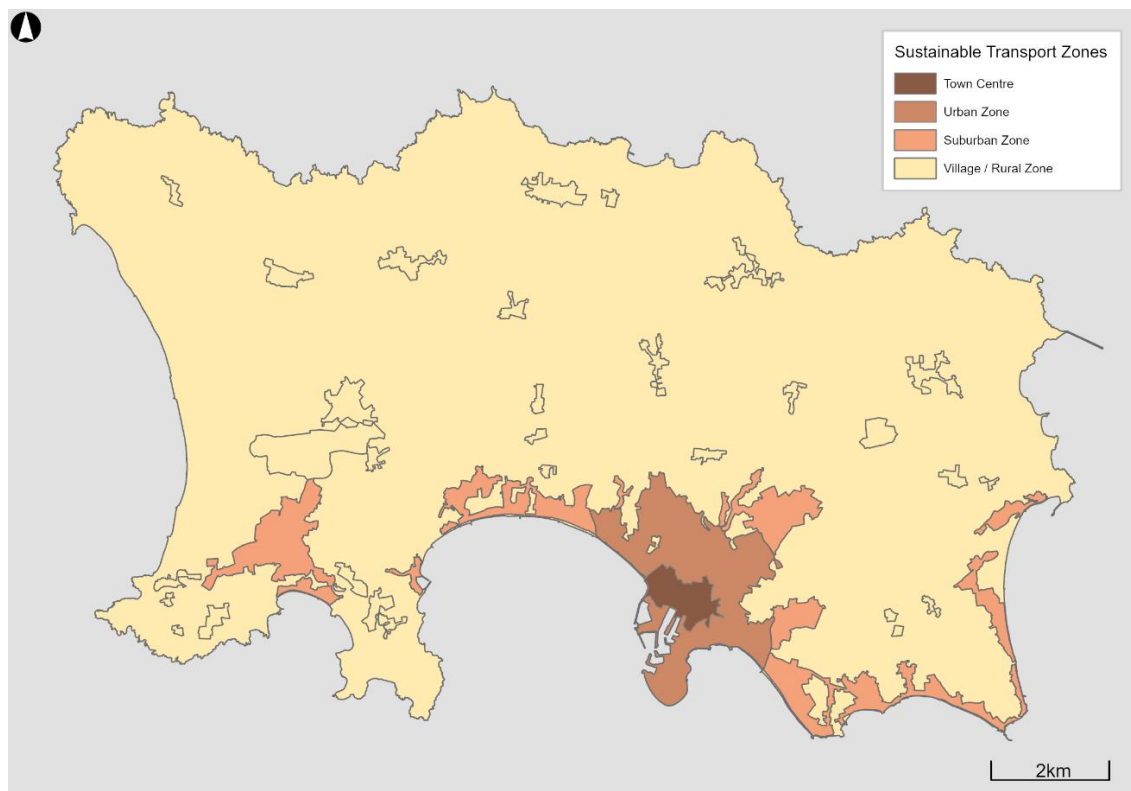 Sustainable Transport Zones
Town Centre
Urban Zone
Suburban Zone
Village / Rural Zone
2km